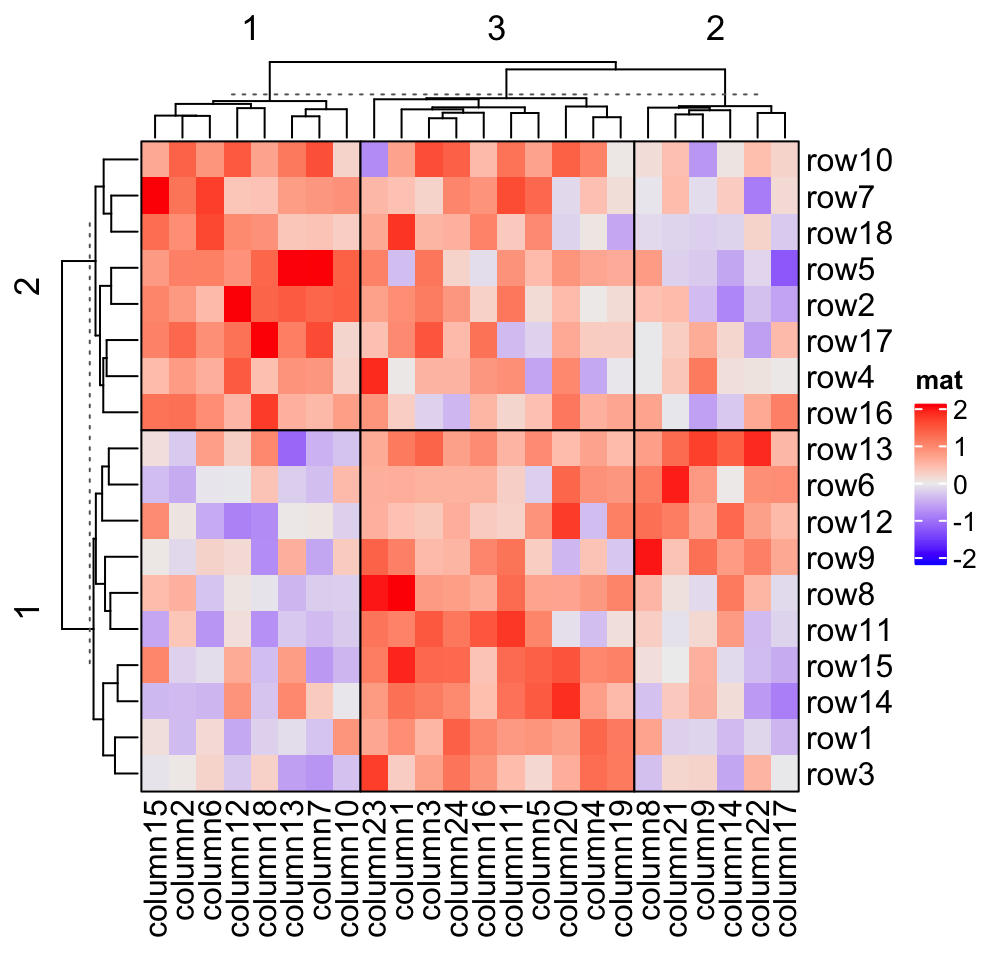 1 3 2
2
1
row10
row7
row18
row5
row2
row17
row4
row16
row13
row6
row12
row9
row8
row11
row15
row14
row1
row3
mat
2
1
0
-1
-2
column15
column2
column6
column12
column18
column13
column7
column10
column23
column1
column3
column24
column16
column11
column5
column20
column4
column19
column8
column21
column9
column14
column22
column17